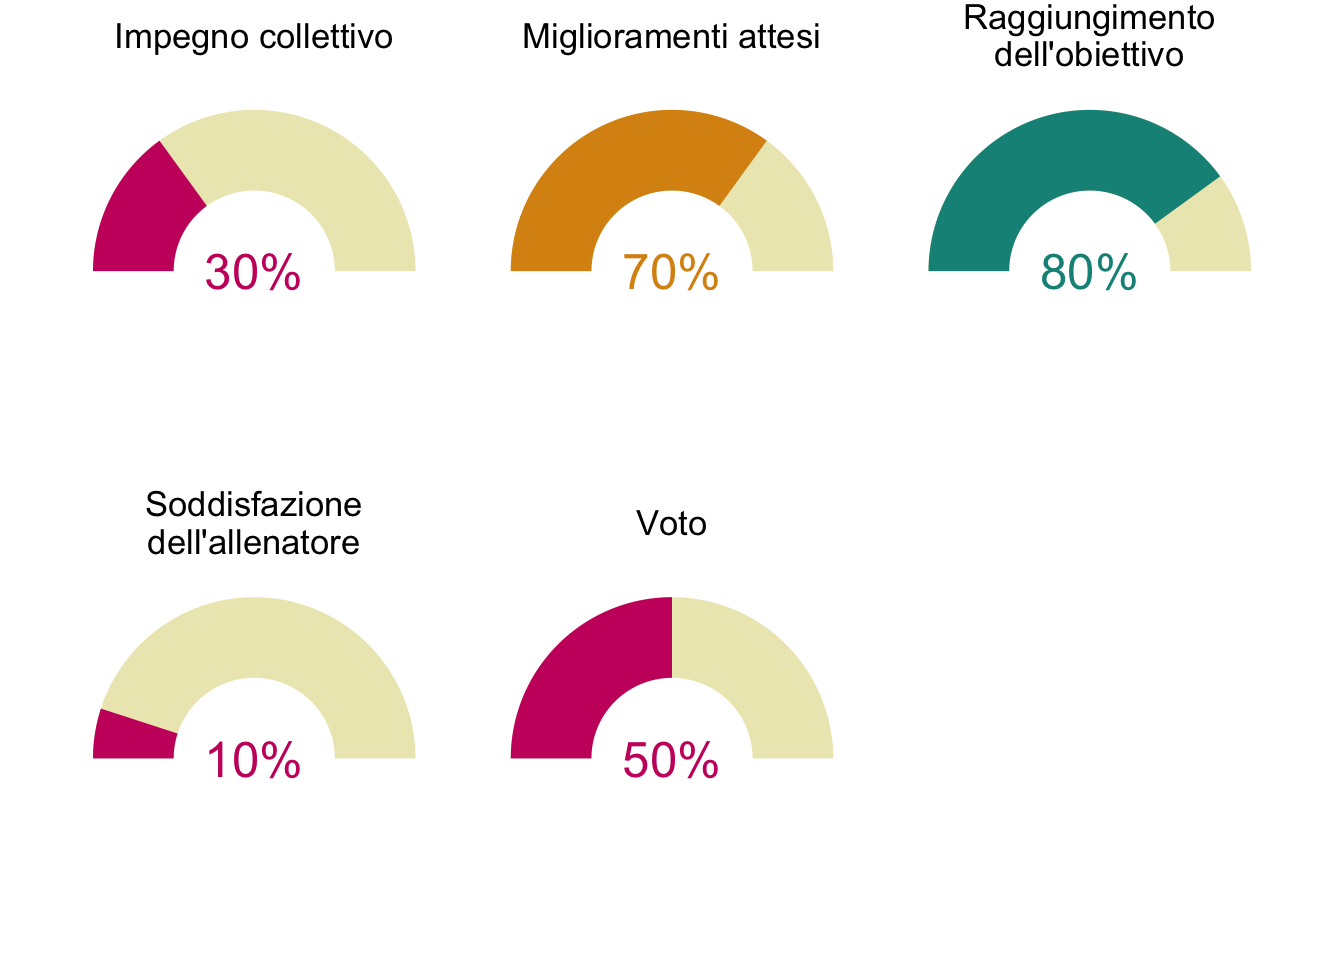 Impegno collettivo
Miglioramenti attesi
Raggiungimento
dell'obiettivo
30%
70%
80%
Soddisfazione
dell'allenatore
Voto
10%
50%